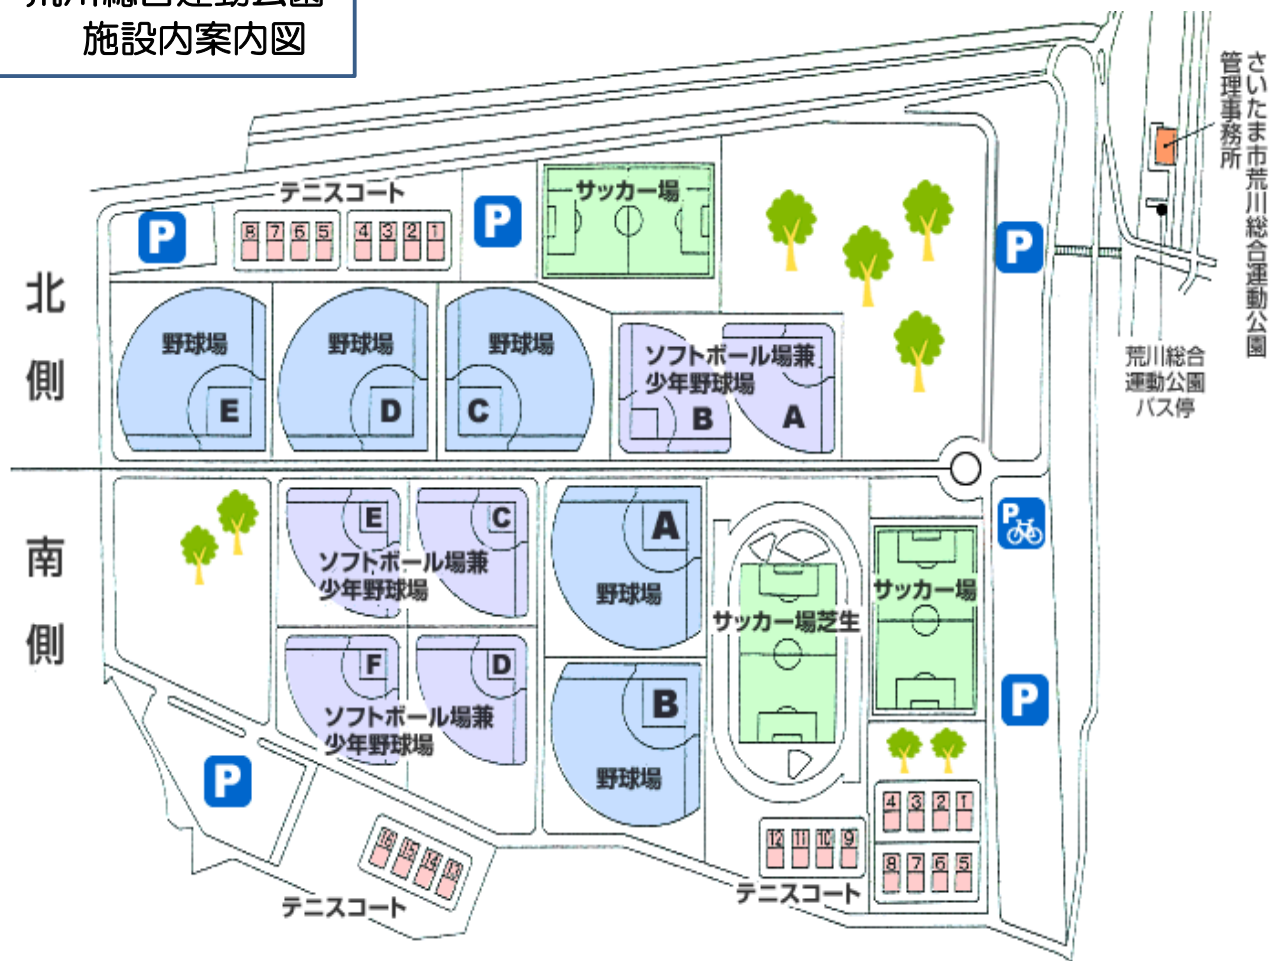 荒川総合運動公園
施設内案内図
さいたま市荒川総合運動公園
管理事務所
荒川総合
運動公園
バス停
北側
テニスコート
8 7 6 5 4 3 2 1
P
P
サッカー場
P
野球場
E
野球場
D
野球場
C
ソフトボール場兼
少年野球場
B
A
南側
E
C
ソフトボール場兼
少年野球場
F
D
ソフトボール場兼
少年野球場
A
野球場
B
野球場
サッカー場芝生
サッカー場
P
P
P
4 3 2 1
8 7 6 5
12 11 10 9
テニスコート
16 15 14 13
テニスコート